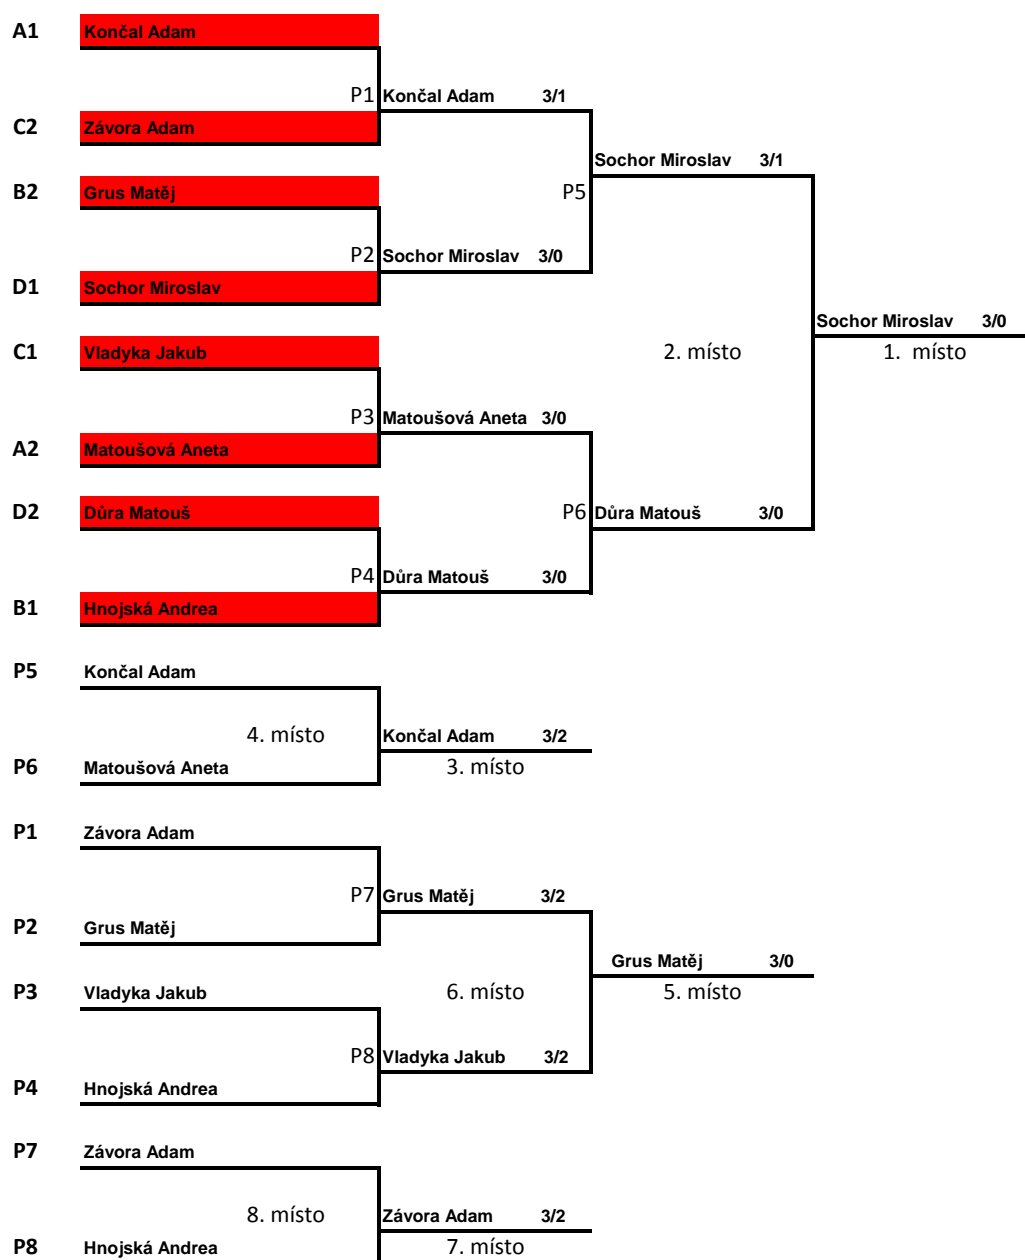 A1 Končal Adam
P1 Končal Adam 3/1
C2 Závora Adam
Sochor Miroslav 3/1
B2 Grus Matěj P5
P2 Sochor Miroslav 3/0
D1 Sochor Miroslav
Sochor Miroslav 3/0
C1 Vladyka Jakub 2. místo 1. místo
P3 Matoušová Aneta 3/0
A2 Matoušová Aneta
D2 Důra Matouš P6 Důra Matouš 3/0
P4 Důra Matouš 3/0
B1 Hnojská Andrea
P5 Končal Adam
4. místo Končal Adam 3/2
P6 Matoušová Aneta 3. místo
P1 Závora Adam
P7 Grus Matěj 3/2
P2 Grus Matěj
Grus Matěj 3/0
P3 Vladyka Jakub 6. místo 5. místo
P8 Vladyka Jakub 3/2
P4 Hnojská Andrea
P7 Závora Adam
8. místo Závora Adam 3/2
P8 Hnojská Andrea 7. místo